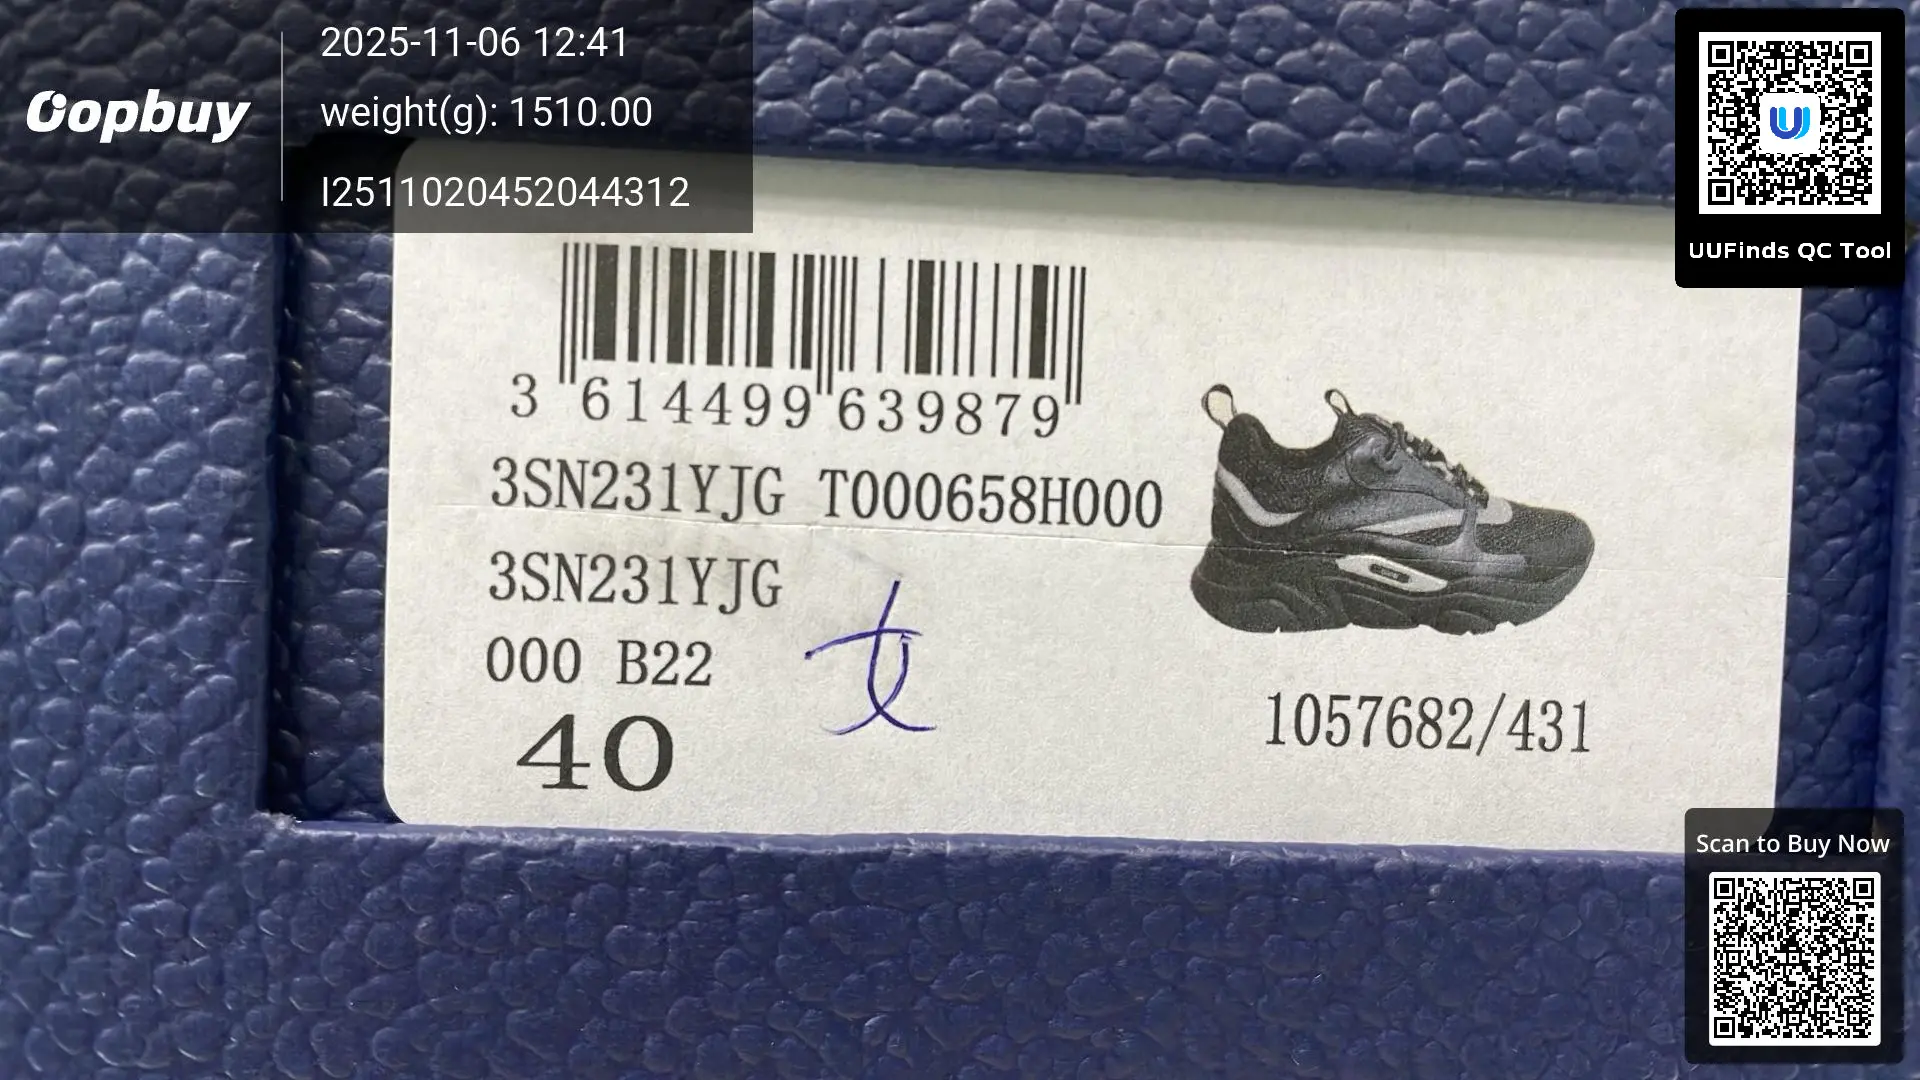 Oopbuy
2025-11-06 12:41
weight(g): 1510.00
I2511020452044312
UUFinds QC Tool
3 614499 639879
3SN231YJG T000658H000
3SN231YJG
000 B22
40
1057682/431
Scan to Buy Now